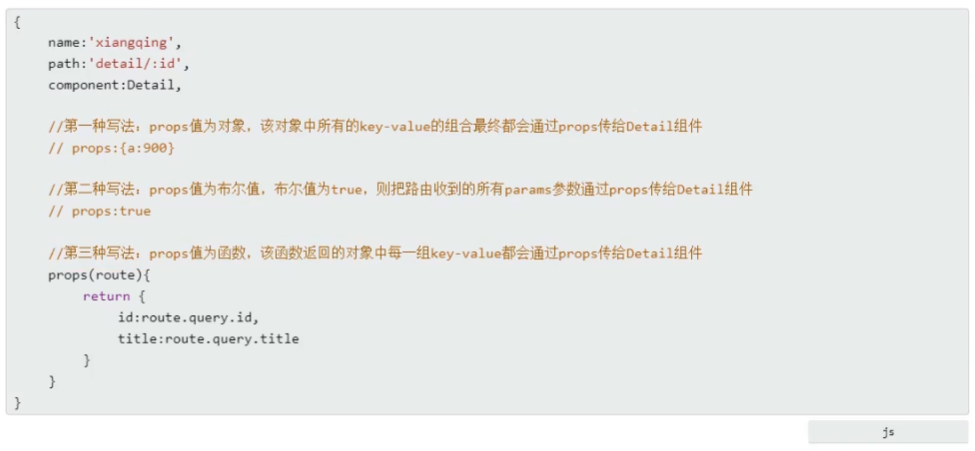 {
name:'xiangqing',
path:'detail/:id',
component:Detail,
//第一种写法：props值为对象，该对象中所有的key-value的组合最终都会通过props传给Detail组件
// props:{a:900}
//第二种写法：props值为布尔值，布尔值为true，则把路由收到的所有params参数通过props传给Detail组件
// props:true
//第三种写法：props值为函数，该函数返回的对象中每一组key-value都会通过props传给Detail组件
props(route){
return {
id:route.query.id,
title:route.query.title
}
}
}
js